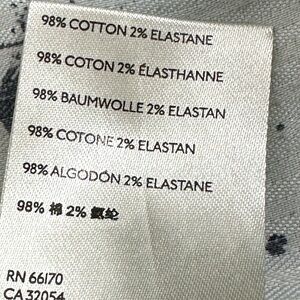 98% COTTON 2% ELASTANE
98% COTON 2% ÉLASTHANNE
98% BAUMWOLLE 2% ELASTAN
98% COTONE 2% ELASTAN
98% ALGODÓN 2% ELASTANE
98% 棉 2% 氨纶
RN 66170
CA 32054